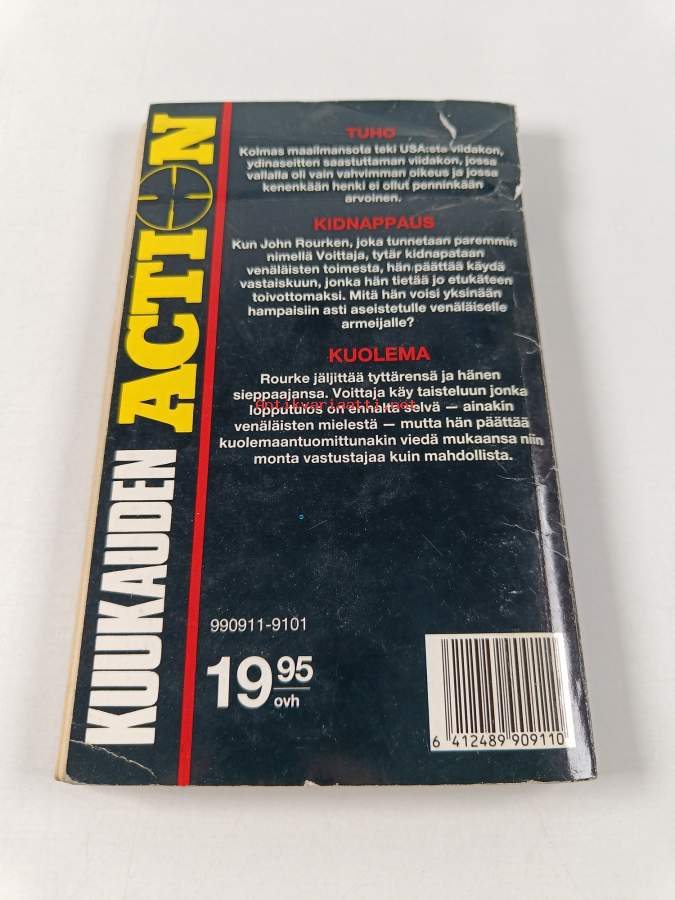 KUUKAUDEN ACTION
TUHO
Kolmas maailmansota teki USA:sta viidakon,
ydinaseitten saastuttaman viidakon, jossa
vallalla oli vain vahvimman oikeus ja jossa
kenenkään henki ei ollut penninkään
arvoinen.
KIDNAPPAUS
Kun John Rourken, joka tunnetaan paremmin
nimellä Voittaja, tytär kidnapataan
venäläisten toimesta, hän päättää käydä
vastaiskuun, jonka hän tietää jo etukäteen
toivottomaksi. Mitä hän voisi yksinään
hampaisiin asti aseistetulle venäläiselle
armeijalle?
KUOLEMA
Rourke jäljittää tyttärensä ja hänen
sieppaajansa. Voittaja käy taisteluun jonka
lopputulos on ennalta selvä — ainakin
venäläisten mielestä — mutta hän päättää
kuolemaantuomittunakin viedä mukaansa niin
monta vastustajaa kuin mahdollista.
Antikvariaatti.net
990911-9101
19 95
ovh
6 412489 909110